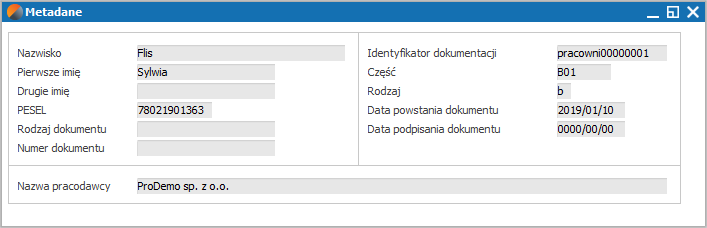 Metadane
Nazwisko Flis
Pierwsze imię Sylwia
Drugie imię
PESEL 78021901363
Rodzaj dokumentu
Numer dokumentu
Identyfikator dokumentacji pracowni00000001
Część B01
Rodzaj b
Data powstania dokumentu 2019/01/10
Data podpisania dokumentu 0000/00/00
Nazwa pracodawcy ProDemo sp. z o.o.